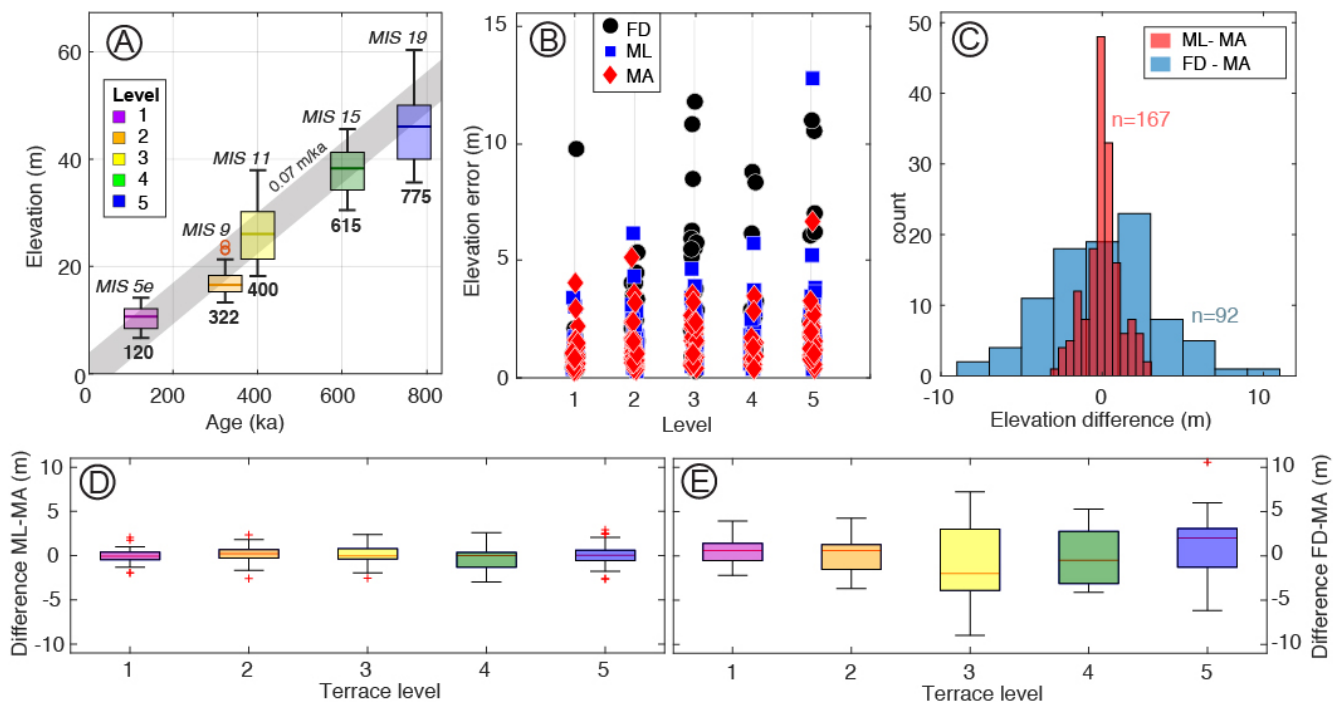 A
Elevation (m)
60
40
20
0
Level
1
2
3
4
5
MIS 5e
120
MIS 9
322
MIS 11
400
0.07 m/ka
MIS 15
615
MIS 19
775
0
200
400
600
800
Age (ka)
B
FD
ML
MA
Elevation error (m)
15
10
5
0
1
2
3
4
5
Level
C
ML- MA
FD - MA
n=167
n=92
count
50
40
30
20
10
0
-10
0
10
Elevation difference (m)
D
Difference ML-MA (m)
10
5
0
-5
-10
1
2
3
4
5
Terrace level
E
10
5
0
-5
-10
Difference FD-MA (m)
1
2
3
4
5
Terrace level